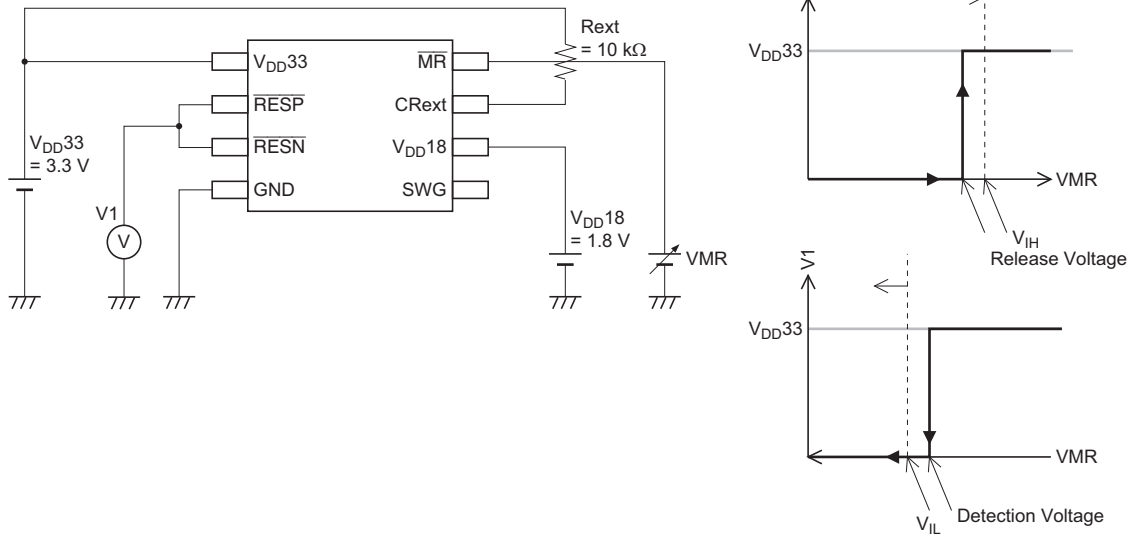 Rext
= 10 kΩ
V_DD33
MR
RESP
CRext
RESN
V_DD18
GND
SWG
V_DD33
= 3.3 V
V1
V
V_DD18
= 1.8 V
VMR
V_DD33
VMR
V_IH
Release Voltage
V1
V_DD33
VMR
V_IL
Detection Voltage